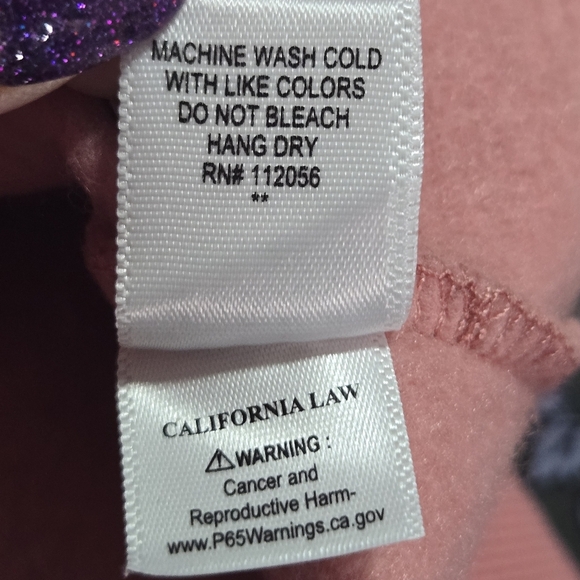 MACHINE WASH COLD
WITH LIKE COLORS
DO NOT BLEACH
HANG DRY
RN# 112056
**
CALIFORNIA LAW
⚠WARNING :
Cancer and
Reproductive Harm-
www.P65Warnings.ca.gov